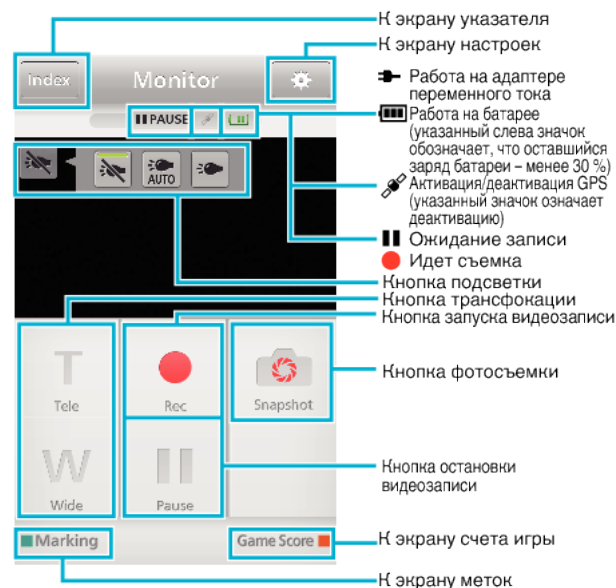 К экрану указателя
К экрану настроек
Index
Monitor
Работа на адаптере
переменного тока
PAUSE
Работа на батарее
(указанный слева значок
обозначает, что оставшийся
заряд батареи – менее 30 %)
AUTO
Активация/деактивация GPS
(указанный значок означает
деактивацию)
Ожидание записи
Идет съемка
Кнопка подсветки
Кнопка трансфокации
Кнопка запуска видеозаписи
T
Tele
Rec
Snapshot
Кнопка фотосъемки
W
Wide
Pause
Кнопка остановки
видеозаписи
Marking
Game Score
К экрану счета игры
К экрану меток